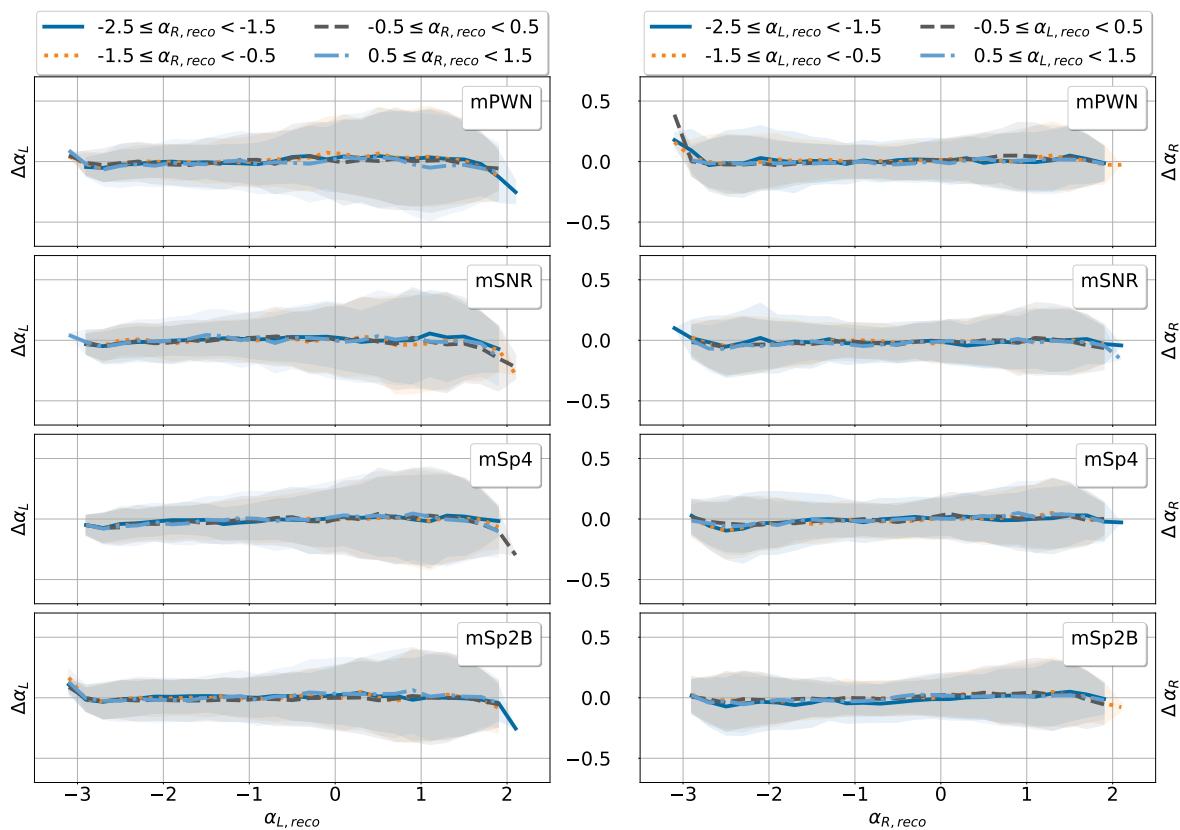 -2.5 ≤ α_{R, reco} < -1.5
-0.5 ≤ α_{R, reco} < 0.5
-1.5 ≤ α_{R, reco} < -0.5
0.5 ≤ α_{R, reco} < 1.5
-2.5 ≤ α_{L, reco} < -1.5
-0.5 ≤ α_{L, reco} < 0.5
-1.5 ≤ α_{L, reco} < -0.5
0.5 ≤ α_{L, reco} < 1.5
mPWN
Δα_L
0.5
0.0
−0.5
mPWN
Δ α_R
mSNR
Δα_L
0.5
0.0
−0.5
mSNR
Δ α_R
mSp4
Δα_L
0.5
0.0
−0.5
mSp4
Δ α_R
mSp2B
Δα_L
0.5
0.0
−0.5
mSp2B
Δ α_R
−3 −2 −1 0 1 2
α_{L, reco}
−3 −2 −1 0 1 2
α_{R, reco}